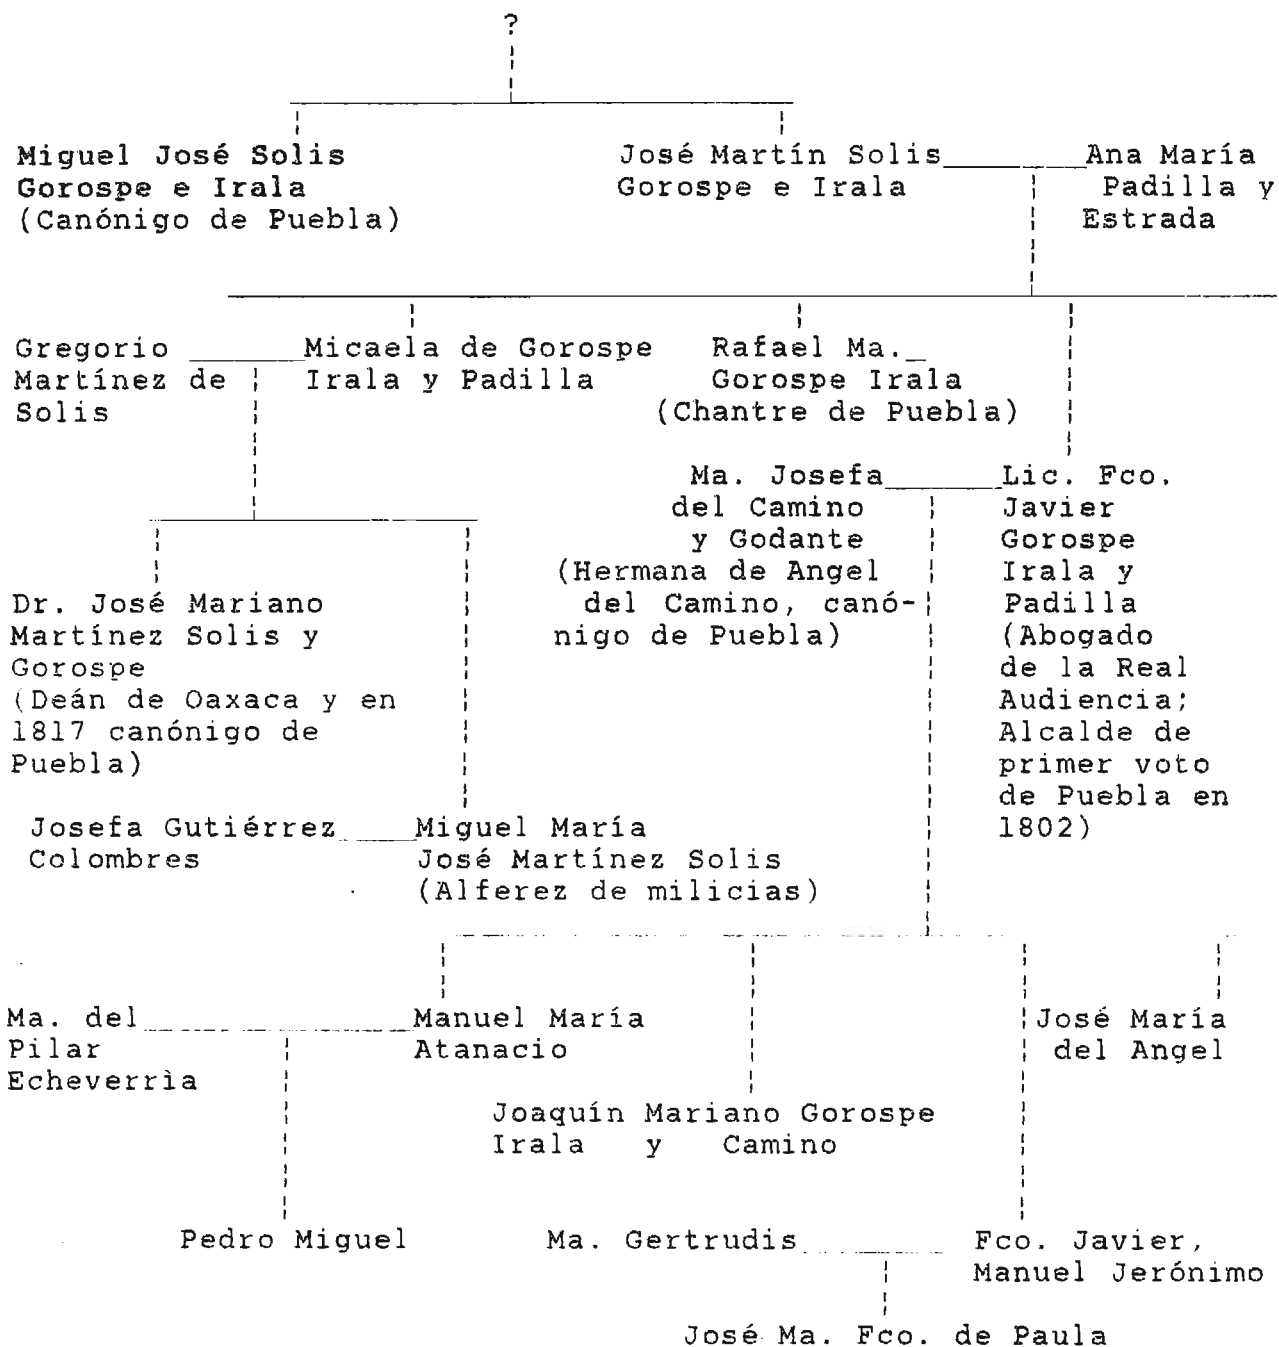 ?
Miguel José Solis
Gorospe e Irala
(Canónigo de Puebla)
José Martín Solis
Gorospe e Irala
Ana María
Padilla y
Estrada
Gregorio
Martínez de
Solis
Micaela de Gorospe
Irala y Padilla
Rafael Ma.
Gorospe Irala
(Chantre de Puebla)
Ma. Josefa
del Camino
y Godante
(Hermana de Angel
del Camino, canó-
nigo de Puebla)
Lic. Fco.
Javier
Gorospe
Irala y
Padilla
(Abogado
de la Real
Audiencia;
Alcalde de
primer voto
de Puebla en
1802)
Dr. José Mariano
Martínez Solis y
Gorospe
(Deán de Oaxaca y en
1817 canónigo de
Puebla)
Josefa Gutiérrez
Colombres
Miguel María
José Martínez Solis
(Alferez de milicias)
Ma. del
Pilar
Echeverrìa
Manuel María
Atanacio
José María
del Angel
Joaquín Mariano Gorospe
Irala y Camino
Pedro Miguel
Ma. Gertrudis
Fco. Javier,
Manuel Jerónimo
José Ma. Fco. de Paula